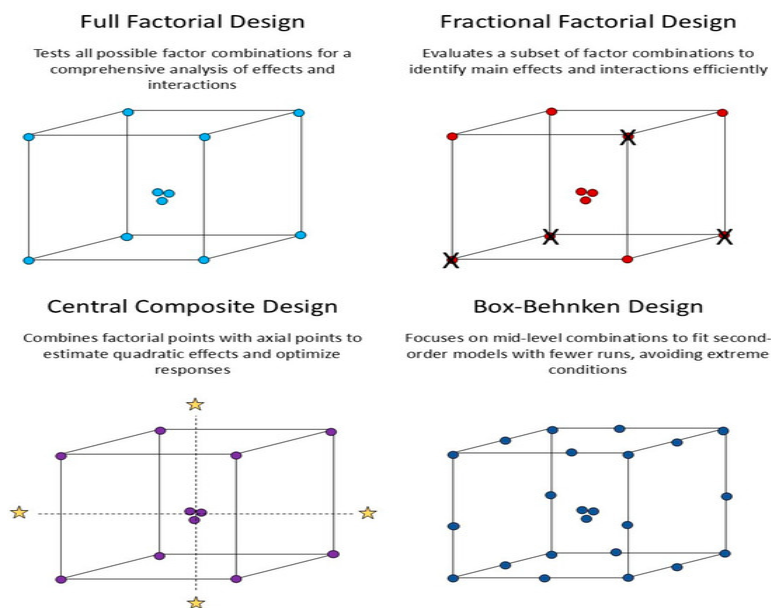 Full Factorial Design
Tests all possible factor combinations for a
comprehensive analysis of effects and
interactions
Fractional Factorial Design
Evaluates a subset of factor combinations to
identify main effects and interactions efficiently
X
X
X
X
Central Composite Design
Combines factorial points with axial points to
estimate quadratic effects and optimize
responses
Box-Behnken Design
Focuses on mid-level combinations to fit second-
order models with fewer runs, avoiding extreme
conditions